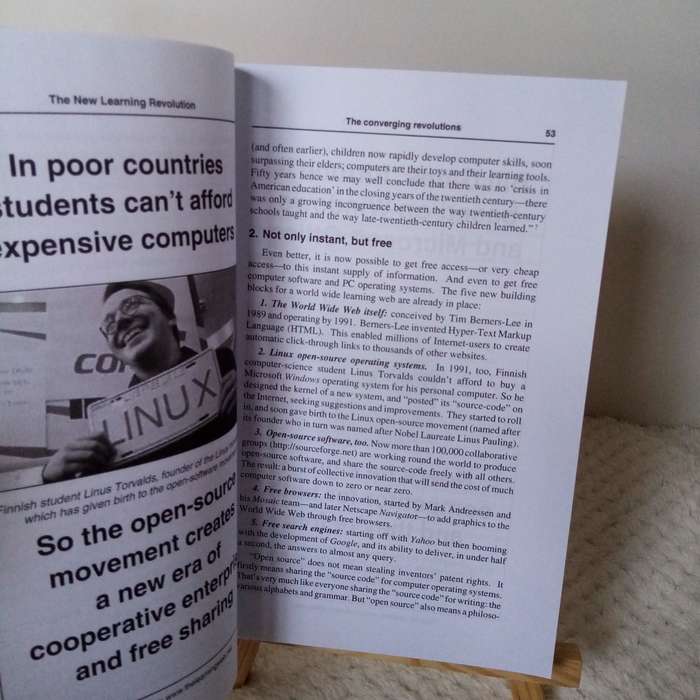 The New Learning Revolution
In poor countries
students can't afford
expensive computers
CO
LINUX
Finnish student Linus Torvalds, founder of the Linux
which has given birth to the open-software
So the open-source
movement creates
a new era of
cooperative enterprise
and free sharing
The converging revolutions
53
(and often earlier), children now rapidly develop computer skills, soon
surpassing their elders; computers are their toys and their learning tools.
Fifty years hence we may well conclude that there was no 'crisis in
American education' in the closing years of the twentieth century—there
was only a growing incongruence between the way twentieth-century
schools taught and the way late-twentieth-century children learned."
2. Not only instant, but free
Even better, it is now possible to get free access—or very cheap
access—to this instant supply of information. And even to get free
computer software and PC operating systems. The five new building
blocks for a world wide learning web are already in place:
1. The World Wide Web itself: conceived by Tim Berners-Lee in
1989 and operating by 1991. Berners-Lee invented Hyper-Text Markup
Language (HTML). This enabled millions of Internet-users to create
automatic click-through links to thousands of other websites.
2. Linux open-source operating systems. In 1991, too, Finnish
computer-science student Linus Torvalds couldn't afford to buy a
Microsoft Windows operating system for his personal computer. So he
designed the kernel of a new system, and "posted" its "source-code" on
the Internet, seeking suggestions and improvements. They started to roll
in, and soon gave birth to the Linux open-source movement (named after
its founder who in turn was named after Nobel Laureate Linus Pauling).
3. Open-source software, too. Now more than 100,000 collaborative
groups (http://sourceforge.net) are working round the world to produce
open-source software, and share the source-code freely with all others.
The result: a burst of collective innovation that will send the cost of much
computer software down to zero or near zero.
4. Free browsers: the innovation, started by Mark Andreessen and
his Mosaic team—and later Netscape Navigator—to add graphics to the
World Wide Web through free browsers.
5. Free search engines: starting off with Yahoo but then booming
with the development of Google, and its ability to deliver, in under half
a second, the answers to almost any query.
"Open source" does not mean stealing inventors' patent rights. It
firstly means sharing the "source code" for computer operating systems.
That's very much like everyone sharing the "source code" for writing: the
various alphabets and grammar. But "open source" also means a philoso-